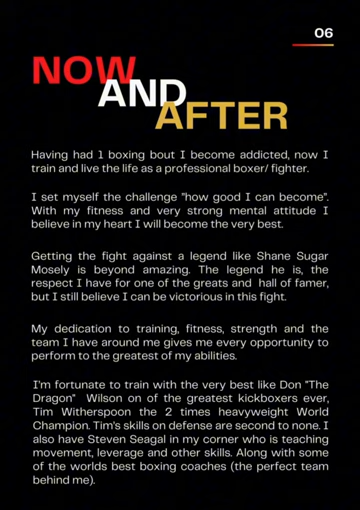 06
NOW
AND
AFTER
Having had 1 boxing bout I become addicted, now I
train and live the life as a professional boxer/ fighter.
I set myself the challenge "how good I can become".
With my fitness and very strong mental attitude I
believe in my heart I will become the very best.
Getting the fight against a legend like Shane Sugar
Mosely is beyond amazing. The legend he is, the
respect I have for one of the greats and hall of famer,
but I still believe I can be victorious in this fight.
My dedication to training, fitness, strength and the
team I have around me gives me every opportunity to
perform to the greatest of my abilities.
I'm fortunate to train with the very best like Don "The
Dragon" Wilson on of the greatest kickboxers ever,
Tim Witherspoon the 2 times heavyweight World
Champion. Tim's skills on defense are second to none. I
also have Steven Seagal in my corner who is teaching
movement, leverage and other skills. Along with some
of the worlds best boxing coaches (the perfect team
behind me).